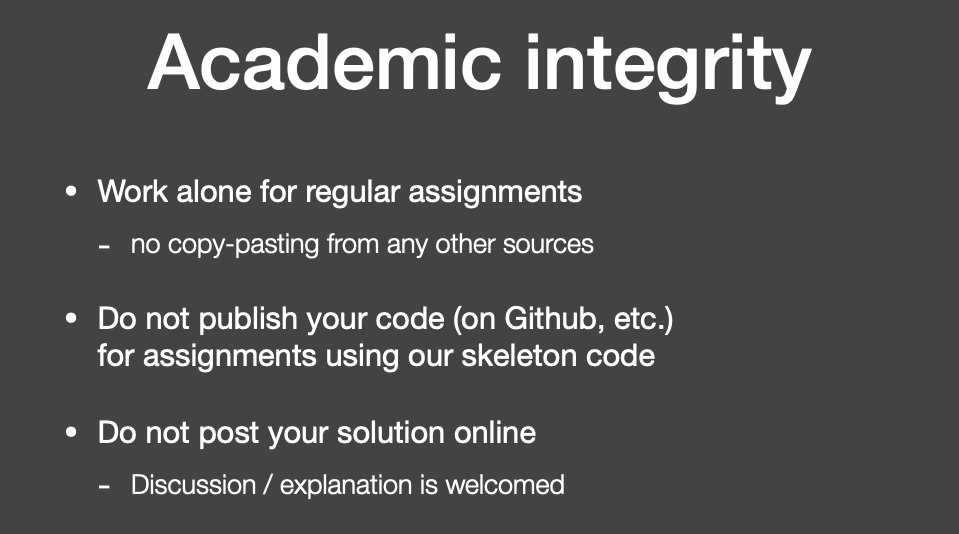 Academic integrity
• Work alone for regular assignments
- no copy-pasting from any other sources
• Do not publish your code (on Github, etc.)
for assignments using our skeleton code
• Do not post your solution online
- Discussion / explanation is welcomed